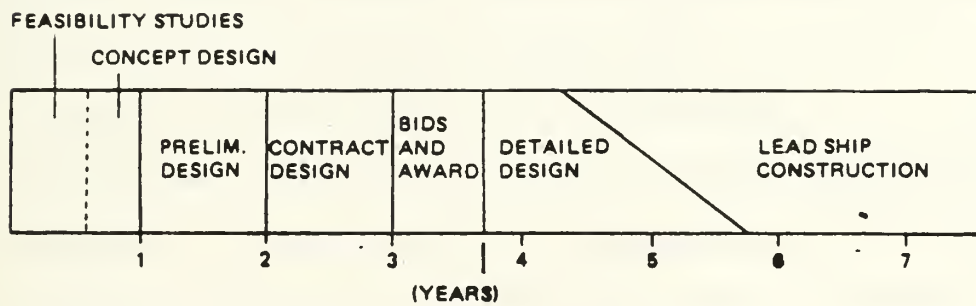 FEASIBILITY STUDIES
CONCEPT DESIGN
PRELIM.
DESIGN
CONTRACT
DESIGN
BIDS
AND
AWARD
DETAILED
DESIGN
LEAD SHIP
CONSTRUCTION
1 2 3 4 5 6 7
(YEARS)